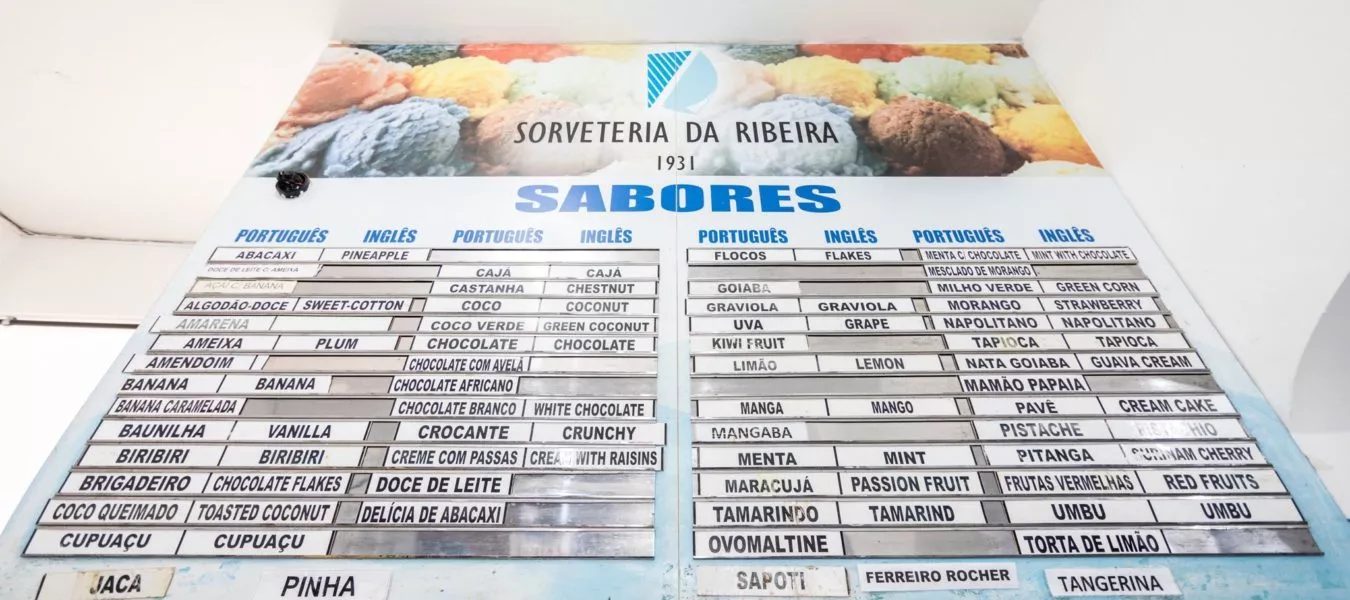 SORVETERIA DA RIBEIRA
1931
SABORES
PORTUGUÊS INGLÊS PORTUGUÊS INGLÊS
ABACAXI PINEAPPLE
DOCE DE LEITE C/ AMEIXA CAJÁ CAJÁ
AÇAÍ C/ BANANA CASTANHA CHESTNUT
ALGODÃO-DOCE SWEET-COTTON COCO COCONUT
AMARENA COCO VERDE GREEN COCONUT
AMEIXA PLUM CHOCOLATE CHOCOLATE
AMENDOIM CHOCOLATE COM AVELÃ
BANANA BANANA CHOCOLATE AFRICANO
BANANA CARAMELADA CHOCOLATE BRANCO WHITE CHOCOLATE
BAUNILHA VANILLA CROCANTE CRUNCHY
BIRIBIRI BIRIBIRI CREME COM PASSAS CREAM WITH RAISINS
BRIGADEIRO CHOCOLATE FLAKES DOCE DE LEITE
COCO QUEIMADO TOASTED COCONUT DELÍCIA DE ABACAXI
CUPUAÇU CUPUAÇU
JACA PINHA
PORTUGUÊS INGLÊS PORTUGUÊS INGLÊS
FLOCOS FLAKES MENTA C/ CHOCOLATE MINT WITH CHOCOLATE
MESCLADO DE MORANGO
GOIABA MILHO VERDE GREEN CORN
GRAVIOLA GRAVIOLA MORANGO STRAWBERRY
UVA GRAPE NAPOLITANO NAPOLITANO
KIWI FRUIT TAPIOCA TAPIOCA
LIMÃO LEMON NATA GOIABA GUAVA CREAM
MAMÃO PAPAIA
MANGA MANGO PAVÊ CREAM CAKE
MANGABA PISTACHE PISTACHIO
MENTA MINT PITANGA SURINAM CHERRY
MARACUJÁ PASSION FRUIT FRUTAS VERMELHAS RED FRUITS
TAMARINDO TAMARIND UMBU UMBU
OVOMALTINE TORTA DE LIMÃO
SAPOTI FERREIRO ROCHER TANGERINA